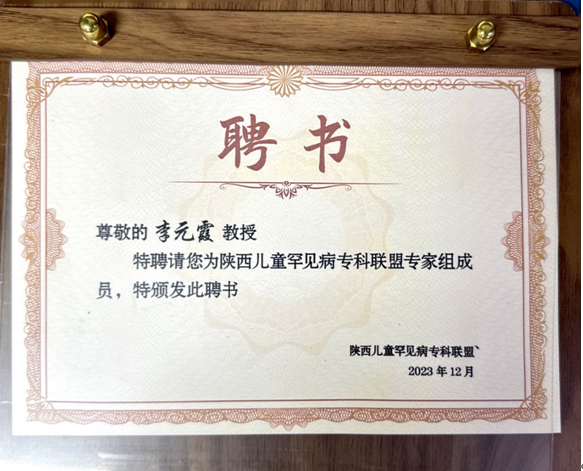 聘书
尊敬的 李元霞 教授
特聘请您为陕西儿童罕见病专科联盟专家组成
员，特颁发此聘书
陕西儿童罕见病专科联盟
2023 年 12 月